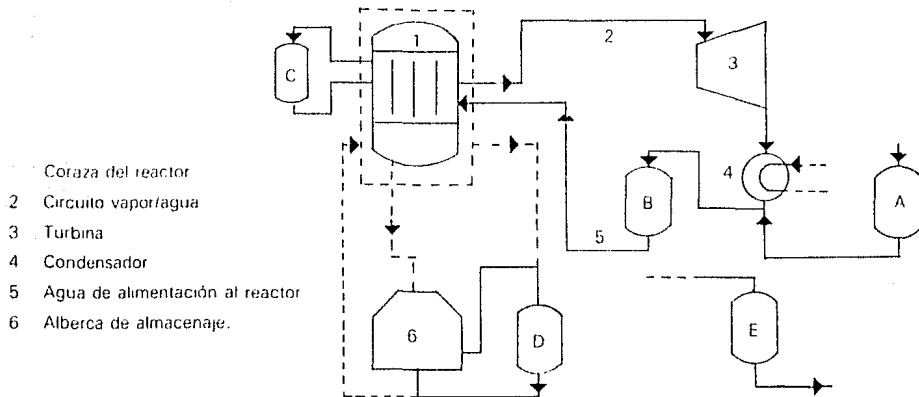 1
2
3
C
4
A
B
5
Coraza del reactor
2 Circuito vapor/agua
3 Turbina
4 Condensador
5 Agua de alimentación al reactor
6 Alberca de almacenaje.
6
D
E